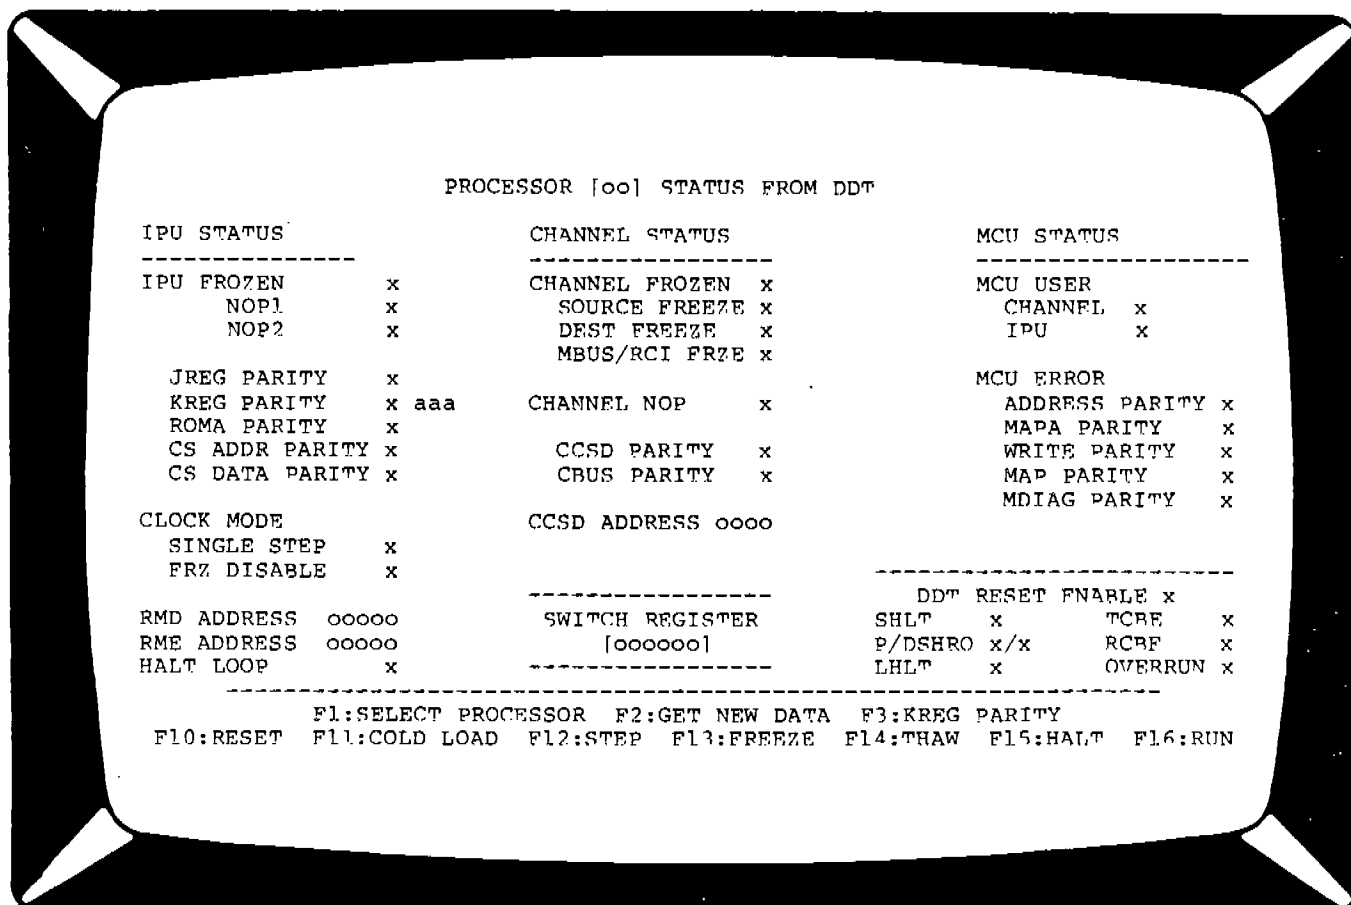 PROCESSOR [oo] STATUS FROM DDT
IPU STATUS CHANNEL STATUS MCU STATUS
--------------- ----------------- -------------------
IPU FROZEN x CHANNEL FROZEN x MCU USER
NOP1 x SOURCE FREEZE x CHANNEL x
NOP2 x DEST FREEZE x IPU x
MBUS/RCI FRZE x
JREG PARITY x MCU ERROR
KREG PARITY x aaa CHANNEL NOP x ADDRESS PARITY x
ROMA PARITY x MAPA PARITY x
CS ADDR PARITY x CCSD PARITY x WRITE PARITY x
CS DATA PARITY x CBUS PARITY x MAP PARITY x
MDIAG PARITY x
CLOCK MODE CCSD ADDRESS oooo
SINGLE STEP x
FRZ DISABLE x -------------------------
----------------- DDT RESET ENABLE x
RMD ADDRESS ooooo SWITCH REGISTER SHLT x TCBE x
RME ADDRESS ooooo [oooooo] P/DSHRO x/x RCBF x
HALT LOOP x ----------------- LHLT x OVERRUN x
-----------------------------------------------------------------
F1:SELECT PROCESSOR F2:GET NEW DATA F3:KREG PARITY
F10:RESET F11:COLD LOAD F12:STEP F13:FREEZE F14:THAW F15:HALT F16:RUN